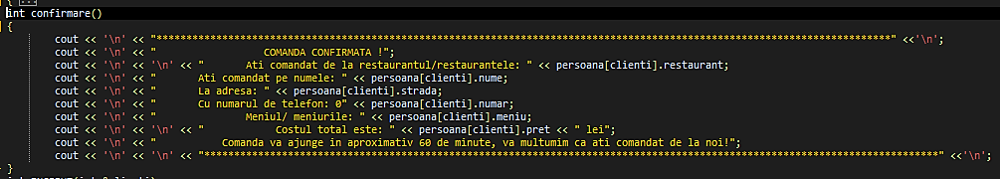 { ...
int confirmare()
{
cout << '\n' << "****************************************************************************************************************" <<'\n';
cout << '\n' << "                 COMANDA CONFIRMATA !";
cout << '\n' << '\n' << "       Ati comandat de la restaurantul/restaurantele: " << persoana[clienti].restaurant;
cout << '\n' << "       Ati comandat pe numele: " << persoana[clienti].nume;
cout << '\n' << "       La adresa: " << persoana[clienti].strada;
cout << '\n' << "       Cu numarul de telefon: 0" << persoana[clienti].numar;
cout << '\n' << "              Meniul/ meniurile: " << persoana[clienti].meniu;
cout << '\n' << '\n' << "           Costul total este: " << persoana[clienti].pret << " lei";
cout << '\n' << "          Comanda va ajunge in aproximativ 60 de minute, va multumim ca ati comandat de la noi!";
cout << '\n' << '\n' << "****************************************************************************************************************" <<'\n';
}